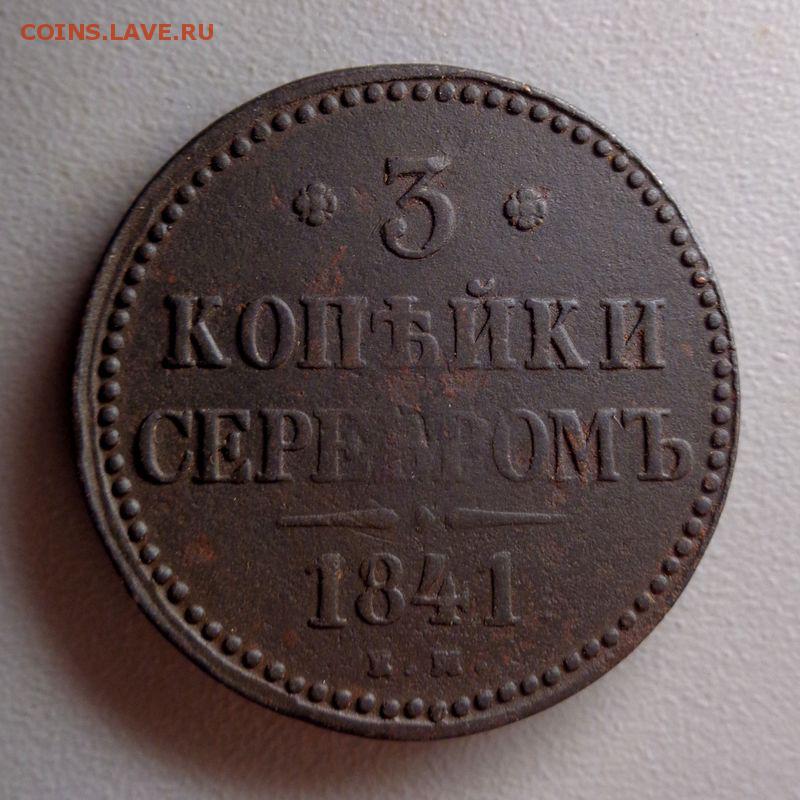 COINS.LAVE.RU
3
КОПѢЙКИ
СЕРЕБРОМЪ
1841
Е.М.